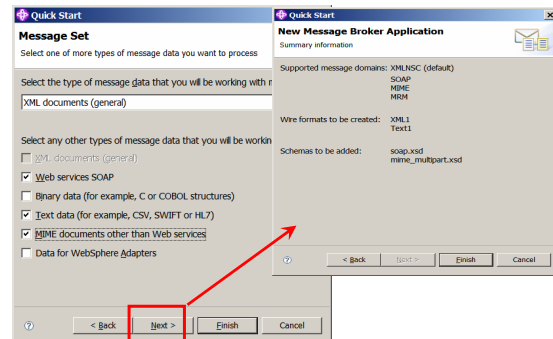 Quick Start
Message Set
Select one of more types of message data you want to process
Select the type of message data that you will be working with
XML documents (general)
Select any other types of message data that you will be workin
XML documents (general)
Web services SOAP
Binary data (for example, C or COBOL structures)
Text data (for example, CSV, SWIFT or HL7)
MIME documents other than Web services
Data for WebSphere Adapters
< Back
Next >
Finish
Cancel
Quick Start
New Message Broker Application
Summary information
Supported message domains: XMLNSC (default)
SOAP
MIME
MRM
Wire formats to be created: XML1
Text1
Schemas to be added: soap.xsd
mime_multipart.xsd
< Back
Next >
Finish
Cancel